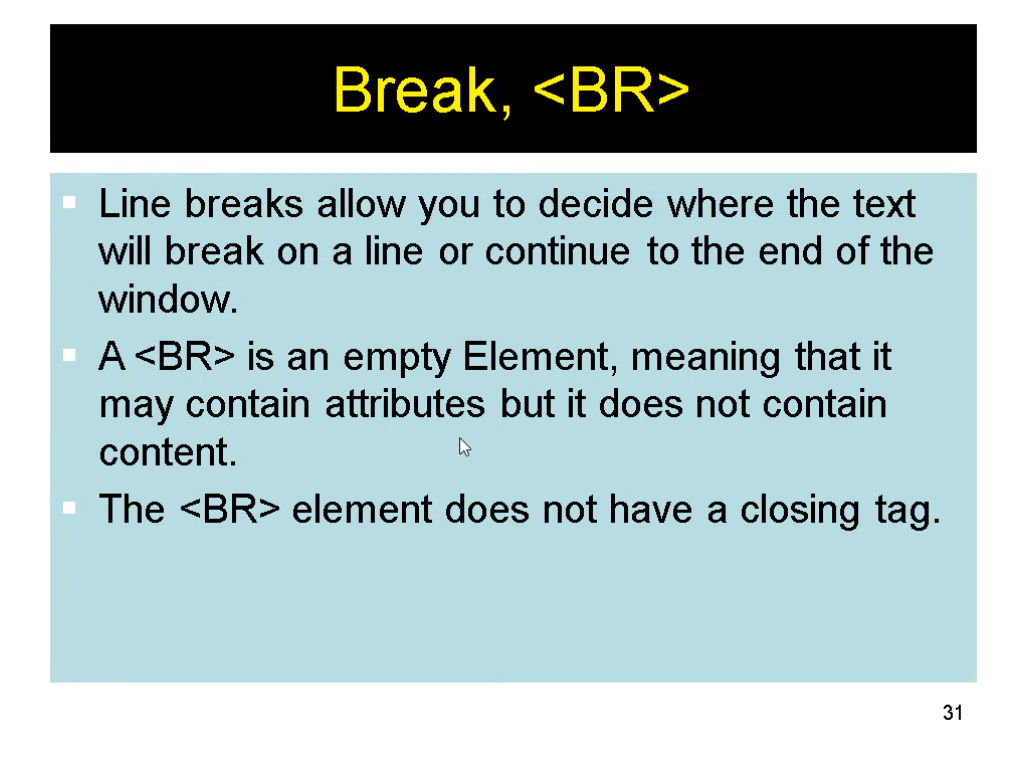 Break, <BR>
Line breaks allow you to decide where the text
will break on a line or continue to the end of the
window.
A <BR> is an empty Element, meaning that it
may contain attributes but it does not contain
content.
The <BR> element does not have a closing tag.
31